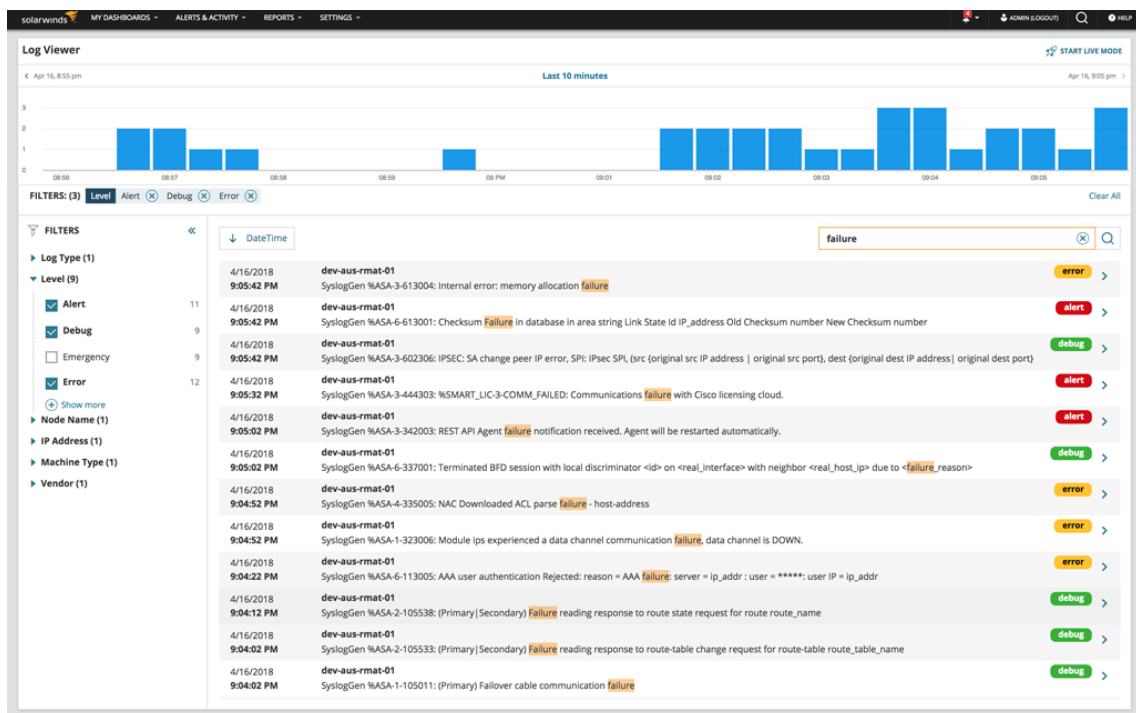 solarwinds MY DASHBOARDS ALERTS & ACTIVITY REPORTS SETTINGS 4 ADMIN (LOGOUT) HELP
Log Viewer START LIVE MODE
Apr 16, 8:55 pm Last 10 minutes Apr 16, 9:05 pm
3
2
1
0
08:56 08:57 08:58 08:59 09 PM 09:01 09:02 09:03 09:04 09:05
FILTERS: (3) Level Alert Debug Error Clear All
FILTERS DateTime failure
Log Type (1)
Level (9)
Alert 11
Debug 9
Emergency 9
Error 12
Show more
Node Name (1)
IP Address (1)
Machine Type (1)
Vendor (1)
4/16/2018 dev-aus-rmat-01 error
9:05:42 PM SyslogGen %ASA-3-613004: Internal error: memory allocation failure
4/16/2018 dev-aus-rmat-01 alert
9:05:42 PM SyslogGen %ASA-6-613001: Checksum Failure in database in area string Link State Id IP_address Old Checksum number New Checksum number
4/16/2018 dev-aus-rmat-01 debug
9:05:42 PM SyslogGen %ASA-3-602306: IPSEC: SA change peer IP error, SPI: IPsec SPI, (src {original src IP address | original src port}, dest {original dest IP address| original dest port}
4/16/2018 dev-aus-rmat-01 alert
9:05:32 PM SyslogGen %ASA-3-444303: %SMART_LIC-3-COMM_FAILED: Communications failure with Cisco licensing cloud.
4/16/2018 dev-aus-rmat-01 alert
9:05:02 PM SyslogGen %ASA-3-342003: REST API Agent failure notification received. Agent will be restarted automatically.
4/16/2018 dev-aus-rmat-01 debug
9:05:02 PM SyslogGen %ASA-6-337001: Terminated BFD session with local discriminator <id> on <real_interface> with neighbor <real_host_ip> due to <failure_reason>
4/16/2018 dev-aus-rmat-01 error
9:04:52 PM SyslogGen %ASA-4-335005: NAC Downloaded ACL parse failure - host-address
4/16/2018 dev-aus-rmat-01 error
9:04:52 PM SyslogGen %ASA-1-323006: Module ips experienced a data channel communication failure, data channel is DOWN.
4/16/2018 dev-aus-rmat-01 error
9:04:22 PM SyslogGen %ASA-6-113005: AAA user authentication Rejected: reason = AAA failure: server = ip_addr : user = *****: user IP = ip_addr
4/16/2018 dev-aus-rmat-01 debug
9:04:12 PM SyslogGen %ASA-2-105538: (Primary|Secondary) Failure reading response to route state request for route route_name
4/16/2018 dev-aus-rmat-01 debug
9:04:02 PM SyslogGen %ASA-2-105533: (Primary|Secondary) Failure reading response to route-table change request for route-table route_table_name
4/16/2018 dev-aus-rmat-01 debug
9:04:02 PM SyslogGen %ASA-1-105011: (Primary) Failover cable communication failure